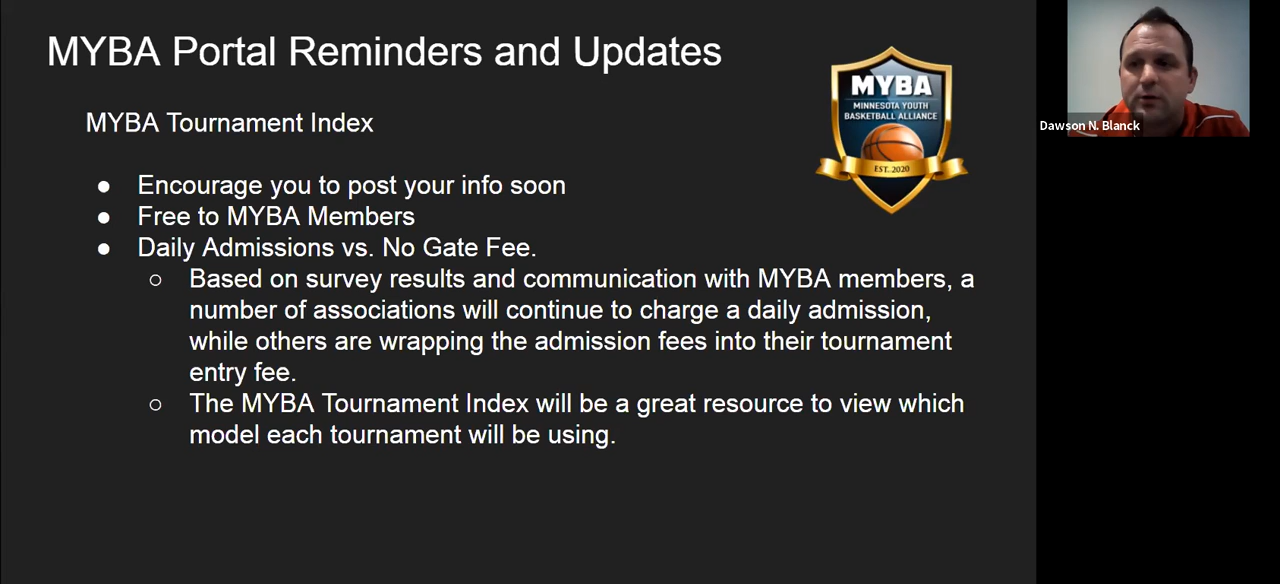 MYBA Portal Reminders and Updates
MYBA Tournament Index
● Encourage you to post your info soon
● Free to MYBA Members
● Daily Admissions vs. No Gate Fee.
○ Based on survey results and communication with MYBA members, a
number of associations will continue to charge a daily admission,
while others are wrapping the admission fees into their tournament
entry fee.
○ The MYBA Tournament Index will be a great resource to view which
model each tournament will be using.
MYBA
MINNESOTA YOUTH
BASKETBALL ALLIANCE
EST. 2020
Dawson N. Blanck